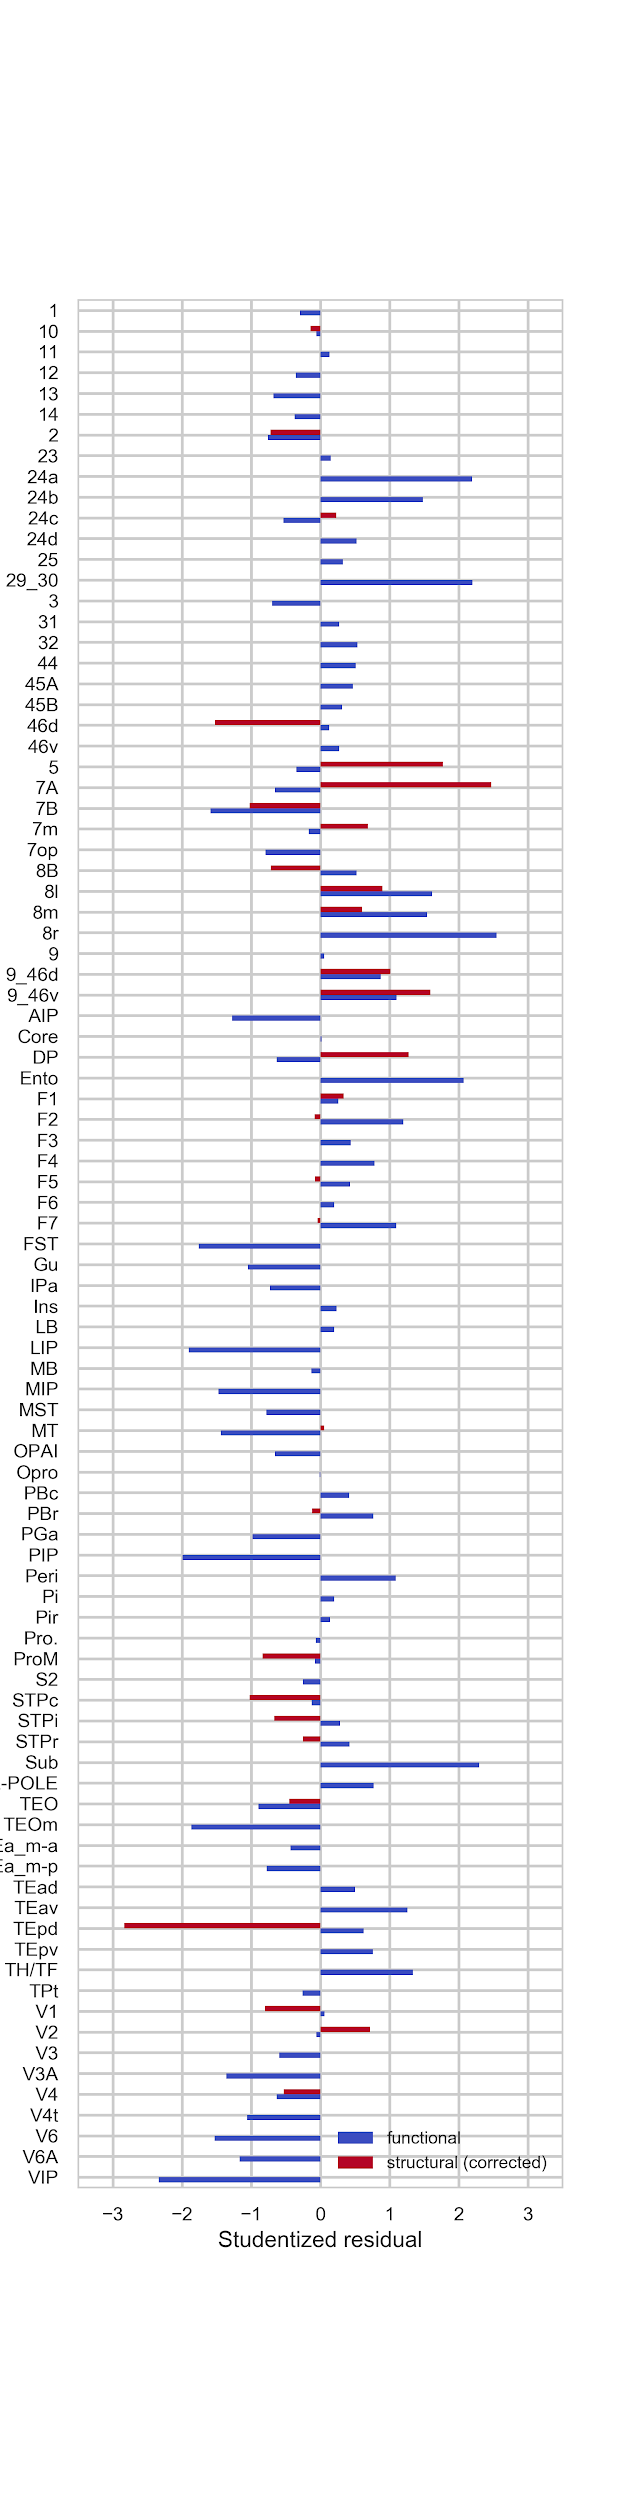 1
10
11
12
13
14
2
23
24a
24b
24c
24d
25
29_30
3
31
32
44
45A
45B
46d
46v
5
7A
7B
7m
7op
8B
8l
8m
8r
9
9_46d
9_46v
AIP
Core
DP
Ento
F1
F2
F3
F4
F5
F6
F7
FST
Gu
IPa
Ins
LB
LIP
MB
MIP
MST
MT
OPAI
Opro
PBc
PBr
PGa
PIP
Peri
Pi
Pir
Pro.
ProM
S2
STPc
STPi
STPr
Sub
-POLE
TEO
TEOm
Ea_m-a
Ea_m-p
TEad
TEav
TEpd
TEpv
TH/TF
TPt
V1
V2
V3
V3A
V4
V4t
V6
V6A
VIP
functional
structural (corrected)
−3 −2 −1 0 1 2 3
Studentized residual